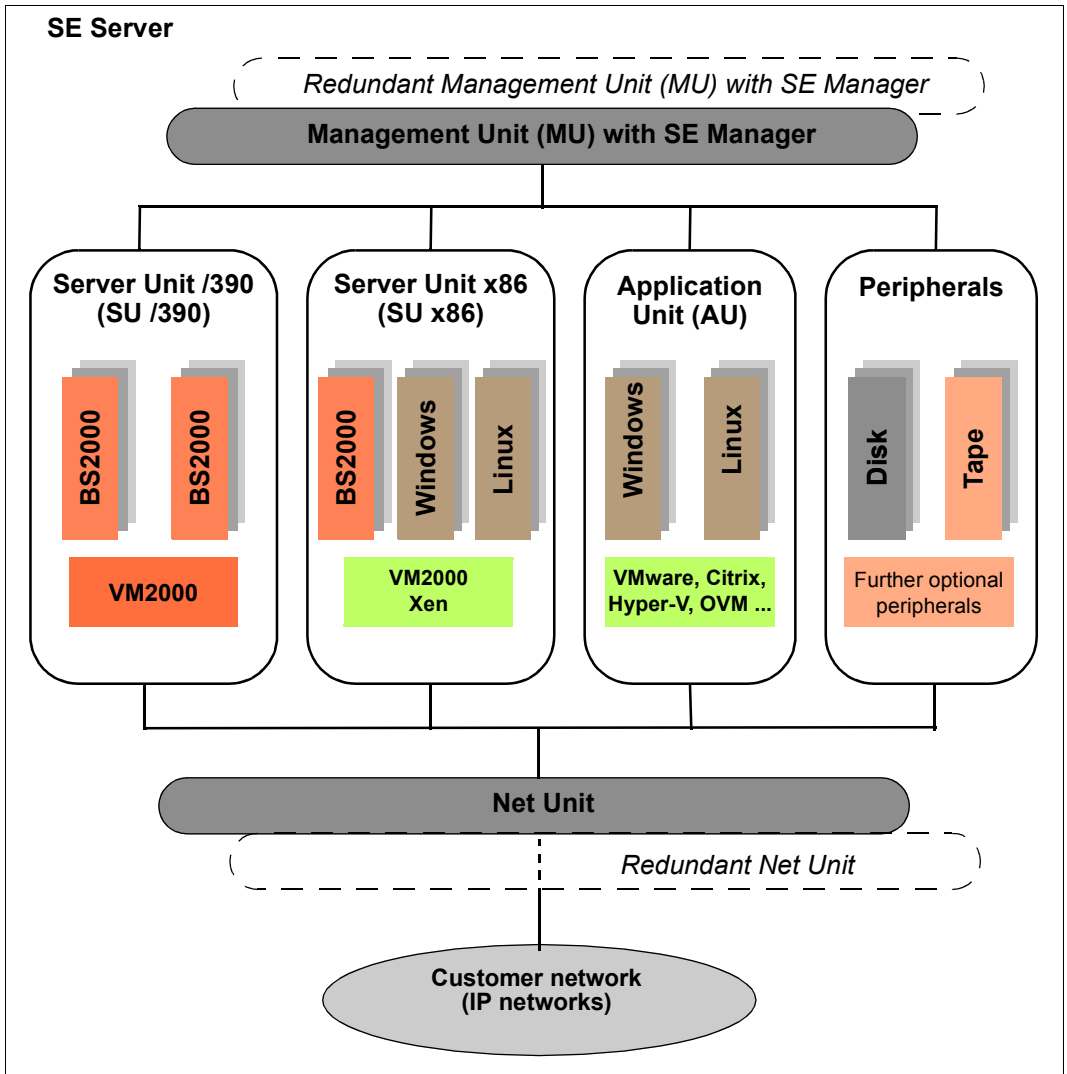 SE Server
Redundant Management Unit (MU) with SE Manager
Management Unit (MU) with SE Manager
Server Unit /390
(SU /390)
BS2000
BS2000
VM2000
Server Unit x86
(SU x86)
BS2000
Windows
Linux
VM2000
Xen
Application
Unit (AU)
Windows
Linux
VMware, Citrix,
Hyper-V, OVM ...
Peripherals
Disk
Tape
Further optional
peripherals
Net Unit
Redundant Net Unit
Customer network
(IP networks)